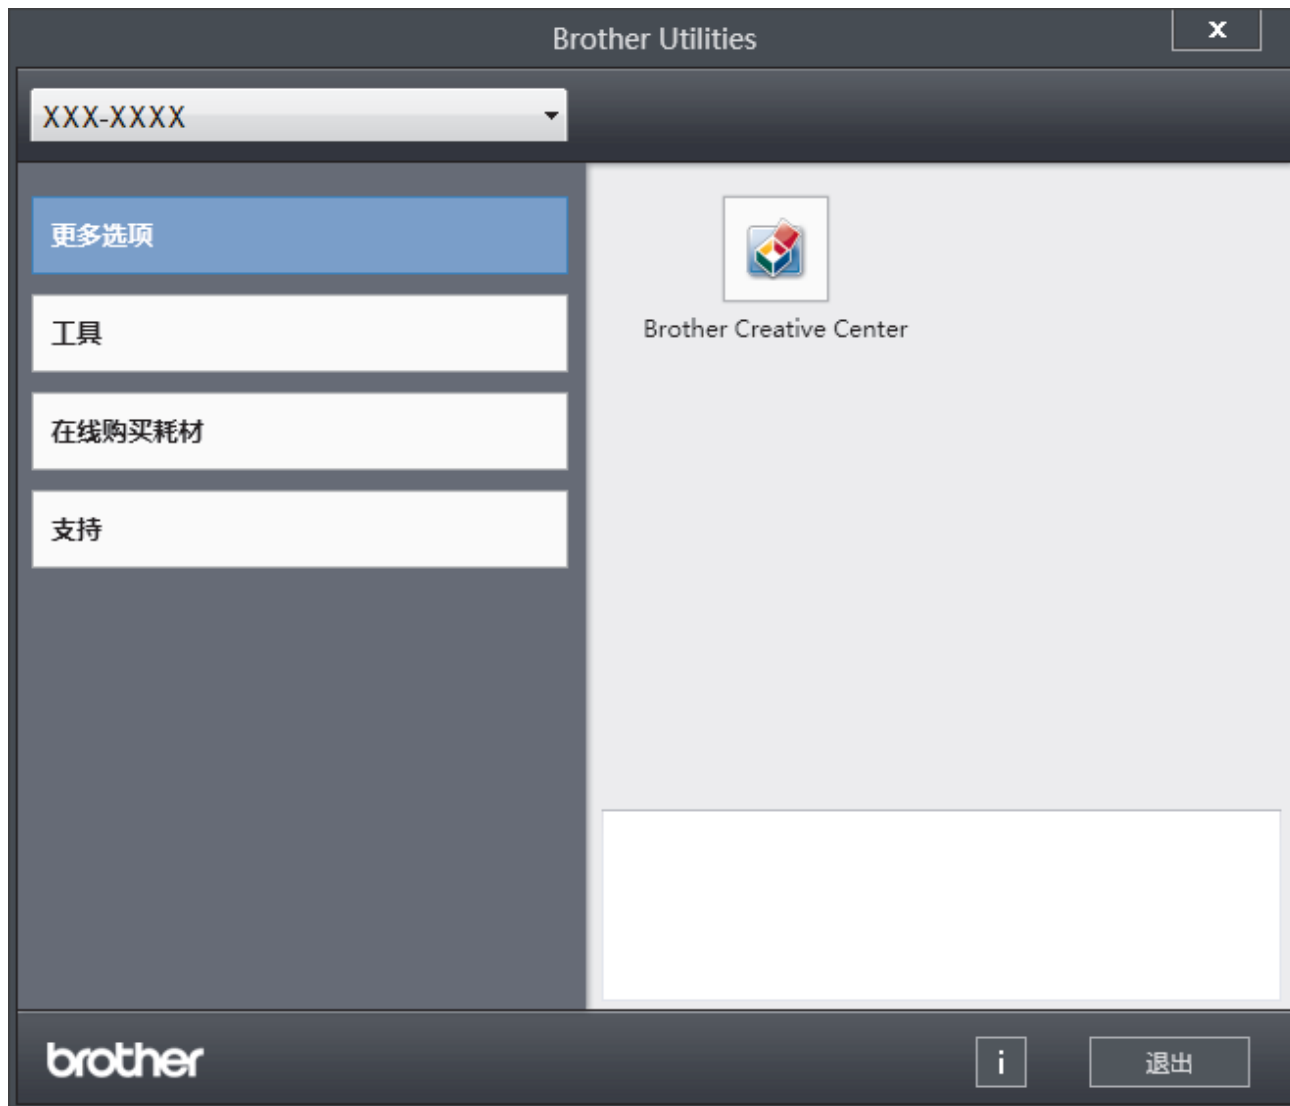 Brother Utilities
x
XXX-XXXX
更多选项
工具
在线购买耗材
支持
Brother Creative Center
brother
i
退出